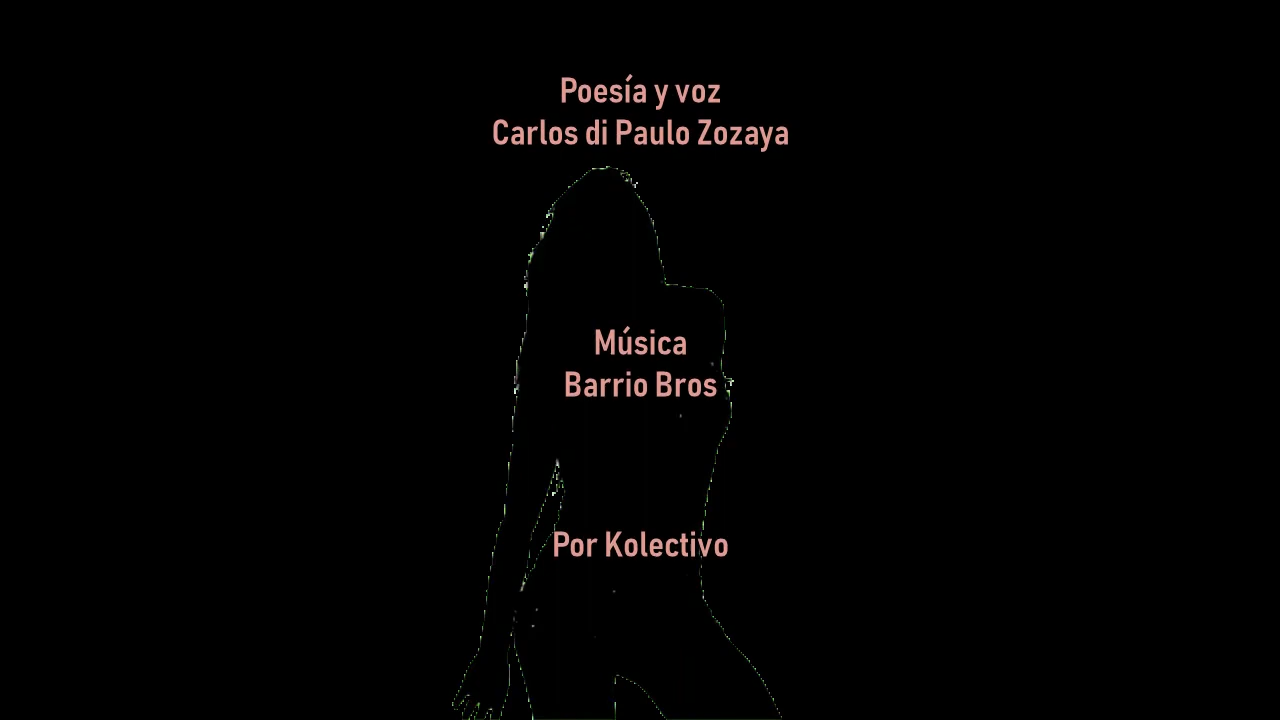 Poesía y voz
Carlos di Paulo Zozaya
Música
Barrio Bros
Por Kolectivo